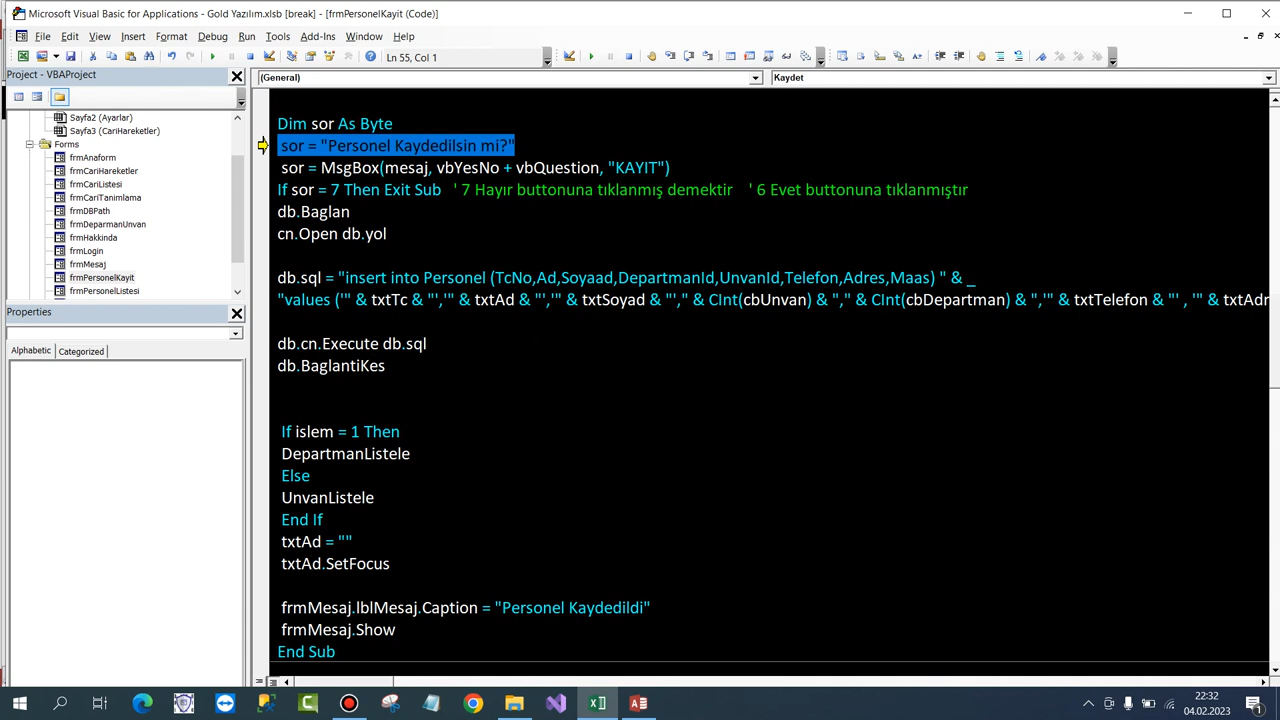 Microsoft Visual Basic for Applications - Gold Yazılım.xlsb [break] - [frmPersonelKayit (Code)]
File Edit View Insert Format Debug Run Tools Add-Ins Window Help
Ln 55, Col 1
Project - VBAProject
(General)
Kaydet
Sayfa2 (Ayarlar)
Sayfa3 (CariHareketler)
Forms
frmAnaform
frmCariHareketler
frmCariListesi
frmCariTanimlama
frmDBPath
frmDeparmanUnvan
frmHakkinda
frmLogin
frmMesaj
frmPersonelKayit
frmPersonelListesi
Properties
Alphabetic Categorized
Dim sor As Byte
sor = "Personel Kaydedilsin mi?"
sor = MsgBox(mesaj, vbYesNo + vbQuestion, "KAYIT")
If sor = 7 Then Exit Sub ' 7 Hayır buttonuna tıklanmış demektir ' 6 Evet buttonuna tıklanmıştır
db.Baglan
cn.Open db.yol
db.sql = "insert into Personel (TcNo,Ad,Soyaad,DepartmanId,UnvanId,Telefon,Adres,Maas) " & _
"values ('" & txtTc & "','" & txtAd & "','" & txtSoyad & "'," & CInt(cbUnvan) & "," & CInt(cbDepartman) & ",'" & txtTelefon & "' , '" & txtAdr
db.cn.Execute db.sql
db.BaglantiKes
If islem = 1 Then
DepartmanListele
Else
UnvanListele
End If
txtAd = ""
txtAd.SetFocus
frmMesaj.lblMesaj.Caption = "Personel Kaydedildi"
frmMesaj.Show
End Sub
22:32
04.02.2023